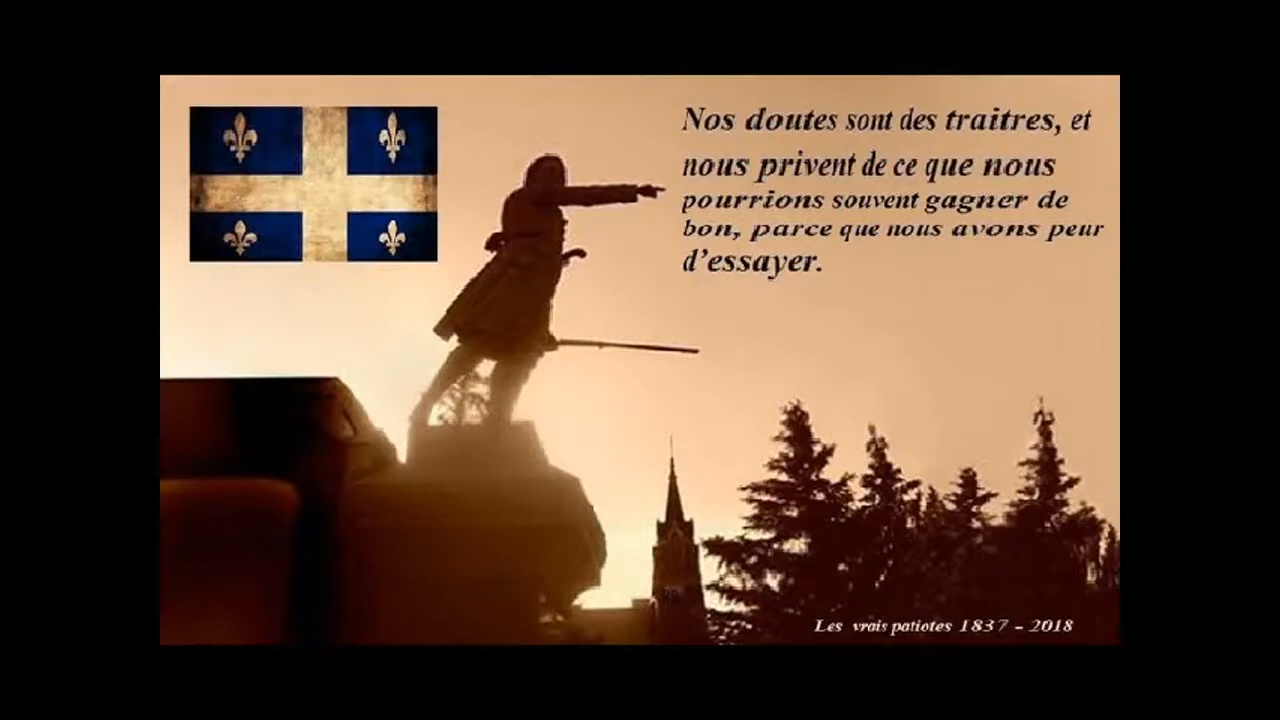 Nos doutes sont des traitres, et
nous privent de ce que nous
pourrions souvent gagner de
bon, parce que nous avons peur
d'essayer.
Les vrais patiotes 1837 - 2018